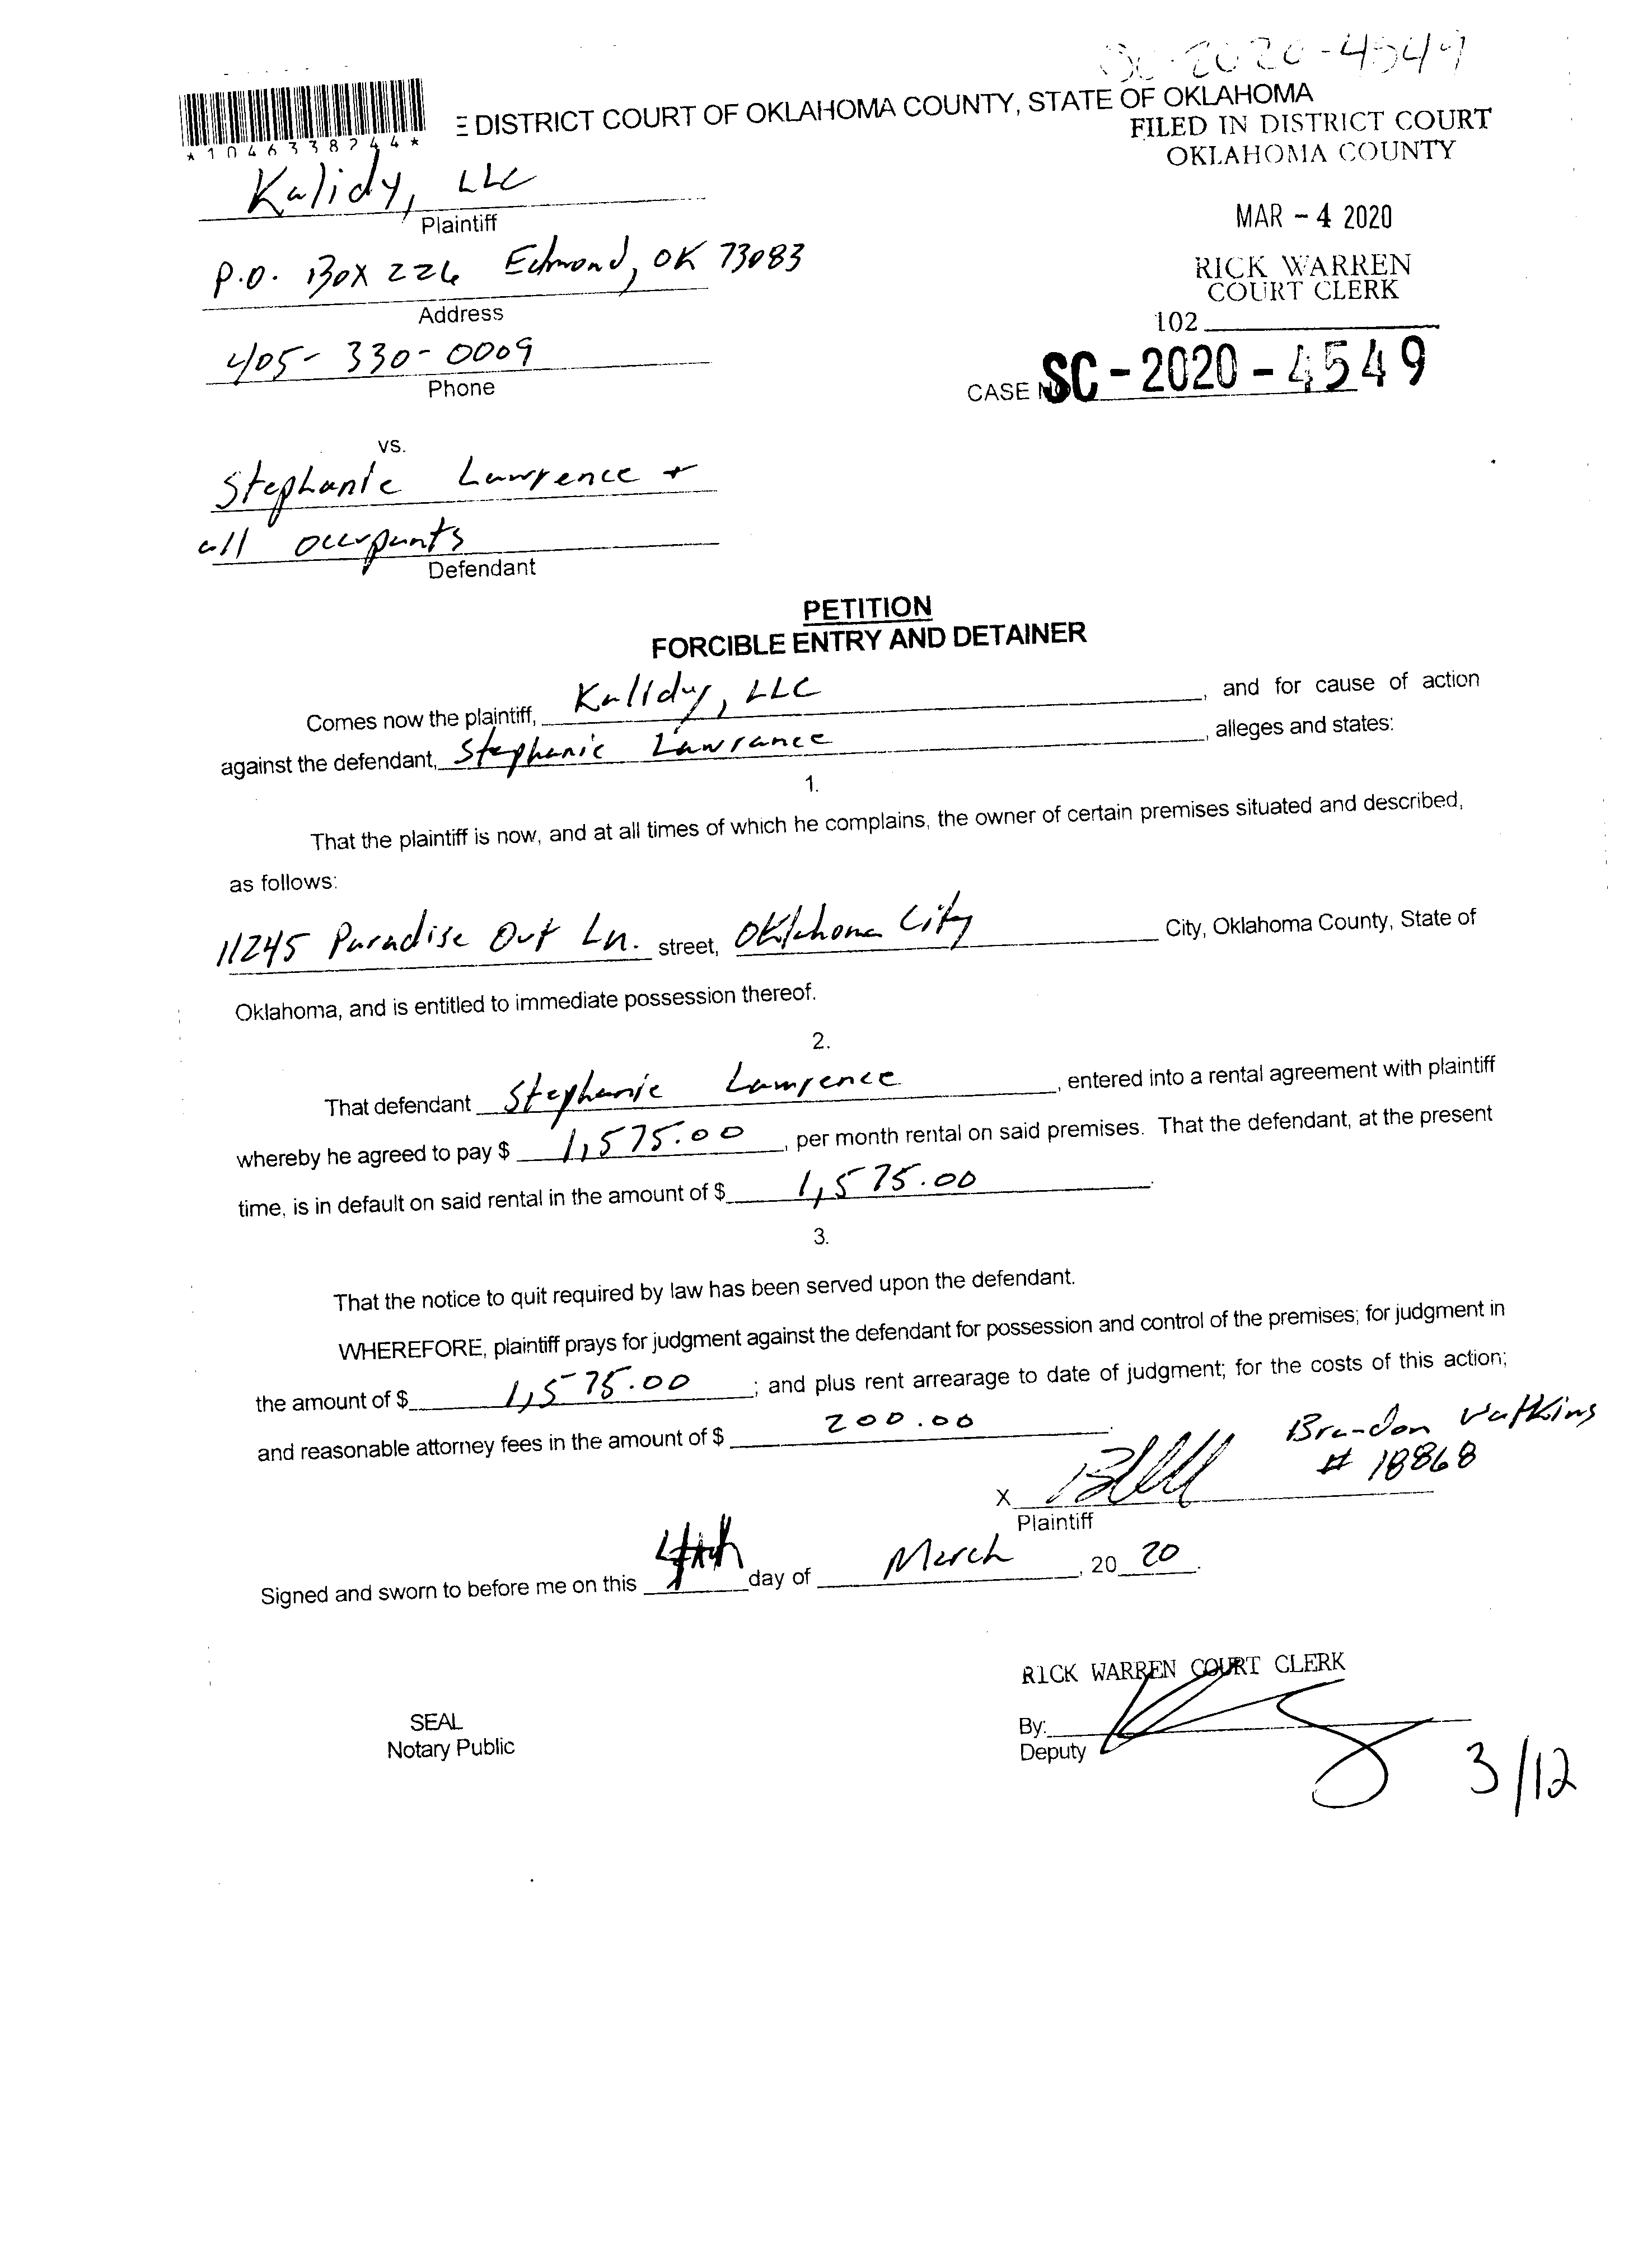 SC-2020-4549
E DISTRICT COURT OF OKLAHOMA COUNTY, STATE OF OKLAHOMA
FILED IN DISTRICT COURT
OKLAHOMA COUNTY
*1046338244*
Kalidy, LLC
Plaintiff
MAR - 4 2020
P.O. Box 226 Edmond, OK 73083
Address
RICK WARREN
COURT CLERK
102
405-330-0009
Phone
CASE NO. SC-2020-4549
vs.
Stephanie Lawrence +
all occupants
Defendant
PETITION
FORCIBLE ENTRY AND DETAINER
Comes now the plaintiff, Kalidy, LLC, and for cause of action
against the defendant, Stephanie Lawrance, alleges and states:
1.
That the plaintiff is now, and at all times of which he complains, the owner of certain premises situated and described,
as follows:
11245 Paradise Out Ln. street, Oklahoma City City, Oklahoma County, State of
Oklahoma, and is entitled to immediate possession thereof.
2.
That defendant Stephanie Lawrence, entered into a rental agreement with plaintiff
whereby he agreed to pay $ 1,575.00, per month rental on said premises. That the defendant, at the present
time, is in default on said rental in the amount of $ 1,575.00.
3.
That the notice to quit required by law has been served upon the defendant.
WHEREFORE, plaintiff prays for judgment against the defendant for possession and control of the premises; for judgment in
the amount of $ 1,575.00; and plus rent arrearage to date of judgment; for the costs of this action;
and reasonable attorney fees in the amount of $ 200.00.
Brandon Watkins
# 18868
X
Plaintiff
Signed and sworn to before me on this 4th day of March, 2020.
RICK WARREN COURT CLERK
SEAL
Notary Public
By:
Deputy
3/12